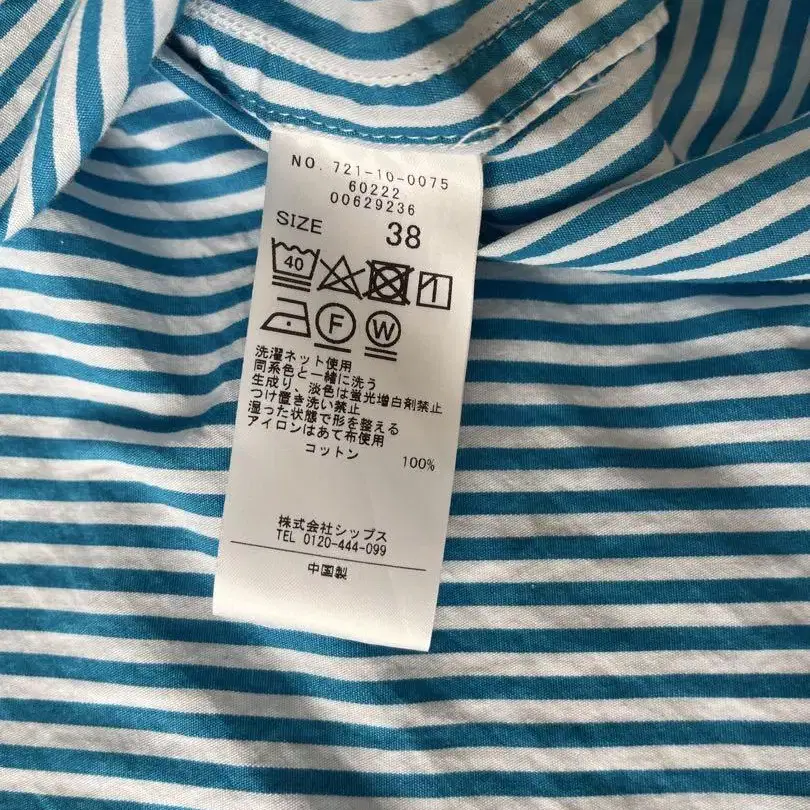 NO. 721-10-0075
60222
00629236
SIZE 38
40
F W
洗濯ネット使用
同系色と一緒に洗う
生成り、淡色は蛍光増白剤禁止
つけ置き洗い禁止
湿った状態で形を整える
アイロンはあて布使用
コットン 100%
株式会社シップス
TEL 0120-444-099
中国製